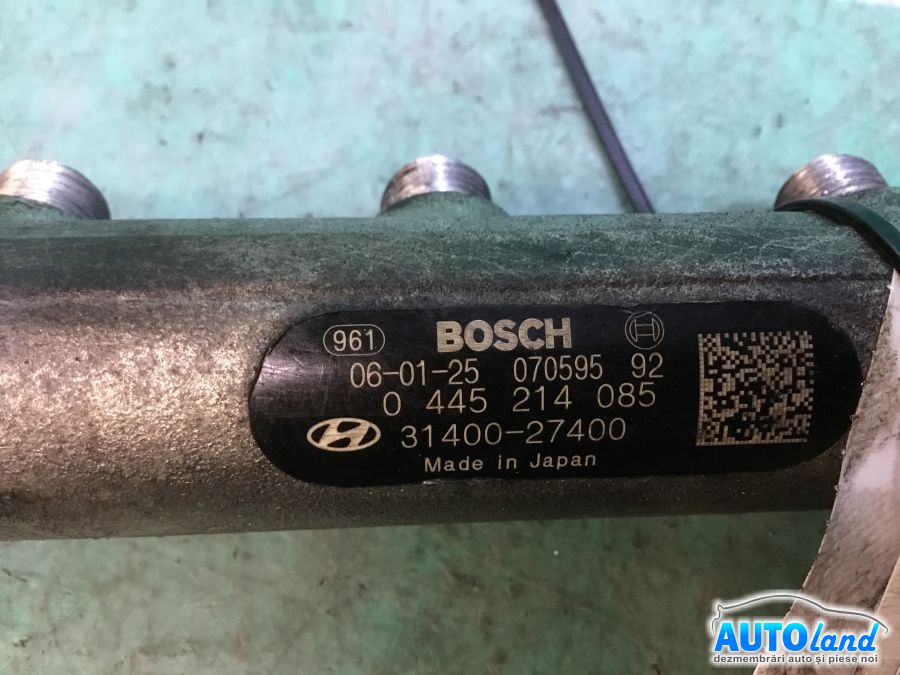 961 BOSCH
06-01-25 070595 92
0 445 214 085
31400-27400
Made in Japan
AUTOland
dezmembrări auto și piese noi